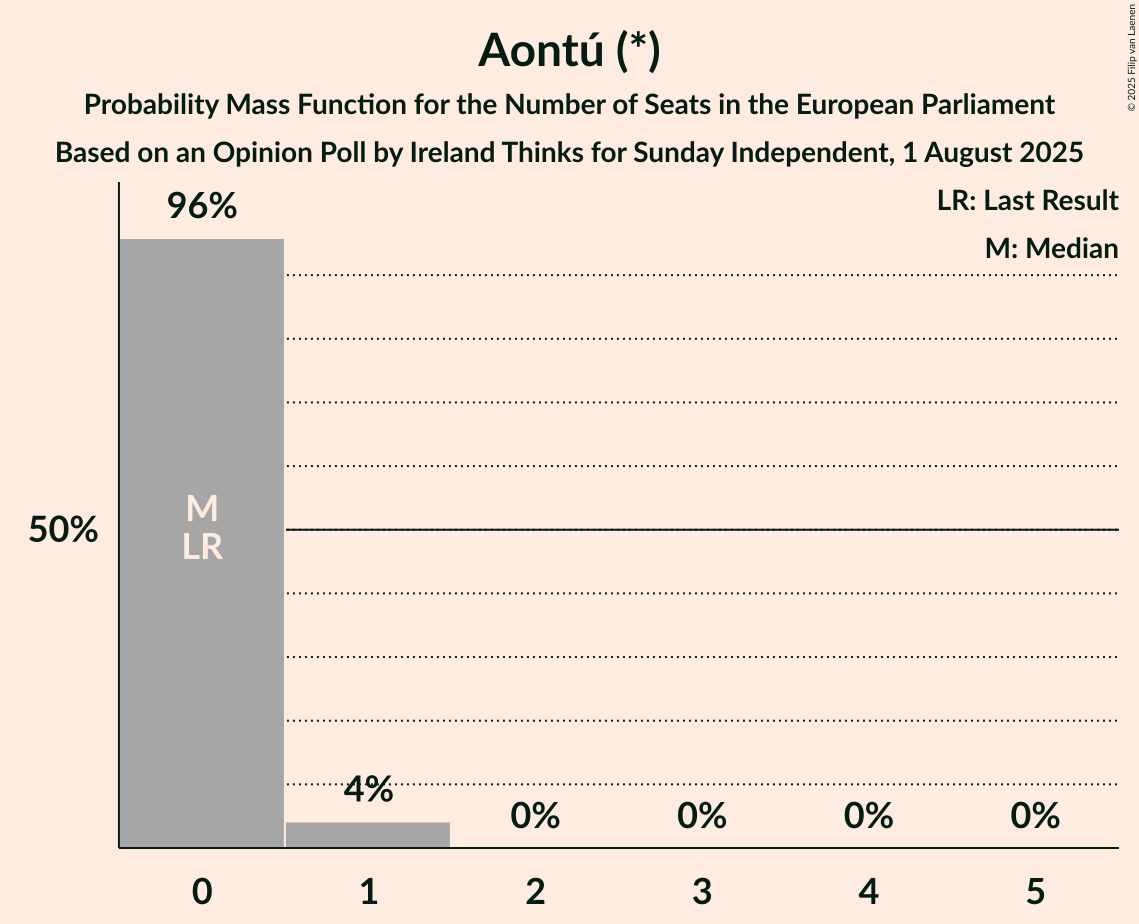 Aontú (*)
Probability Mass Function for the Number of Seats in the European Parliament
Based on an Opinion Poll by Ireland Thinks for Sunday Independent, 1 August 2025
© 2025 Filip van Laenen
LR: Last Result
M: Median
96%
50%
M
LR
4%
0%
0%
0%
0%
0
1
2
3
4
5